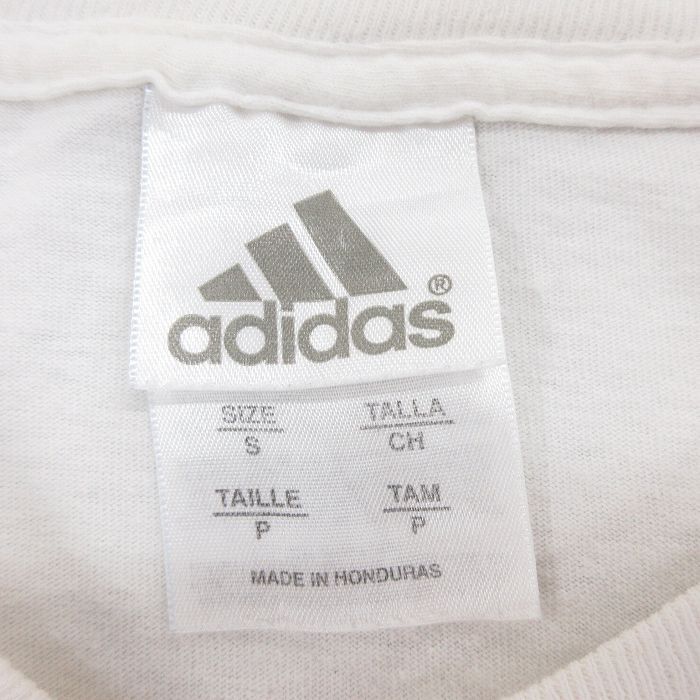 adidas®
SIZE TALLA
S CH
TAILLE TAM
P P
MADE IN HONDURAS